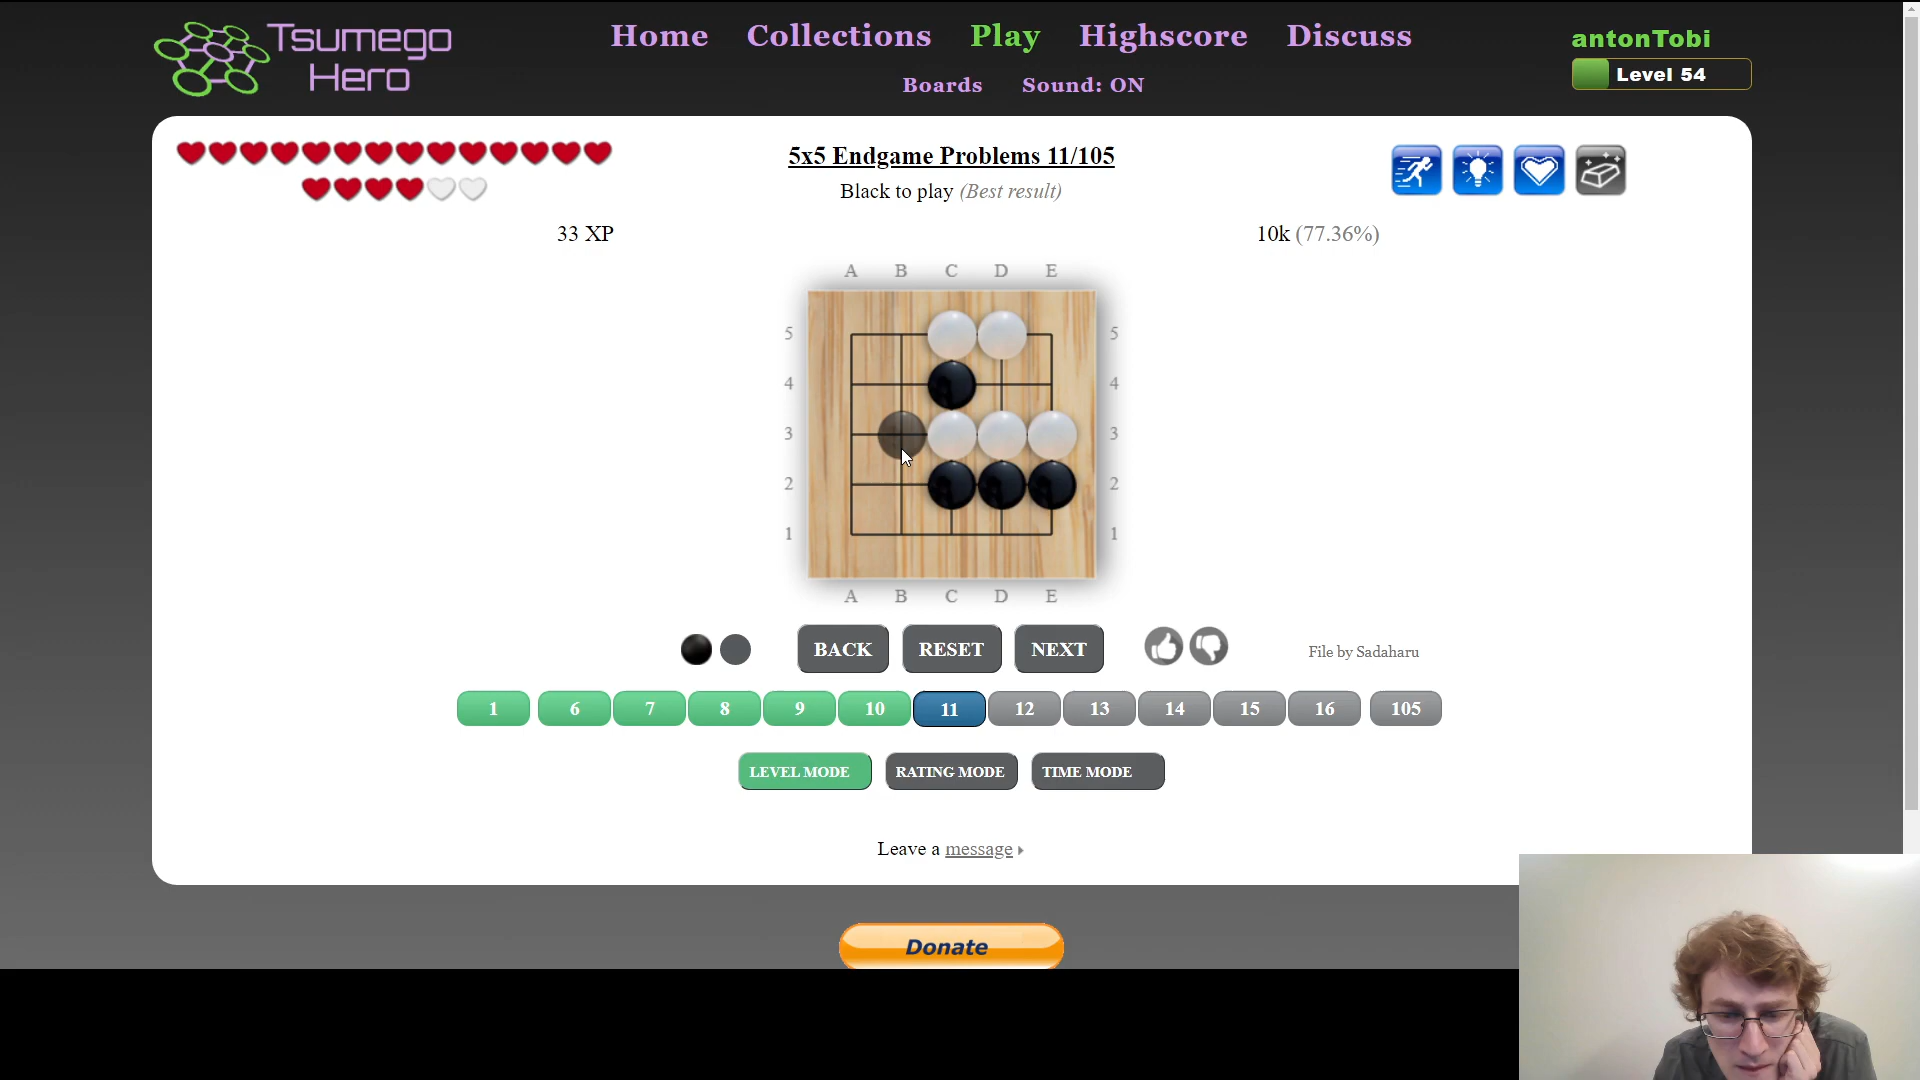 Tsumego Hero
Home Collections Play Highscore Discuss
Boards Sound: ON
antonTobi
Level 54
5x5 Endgame Problems 11/105
Black to play (Best result)
33 XP
10k (77.36%)
A B C D E
5 5
4 4
3 3
2 2
1 1
A B C D E
BACK RESET NEXT
File by Sadaharu
1 6 7 8 9 10 11 12 13 14 15 16 105
LEVEL MODE RATING MODE TIME MODE
Leave a message
Donate